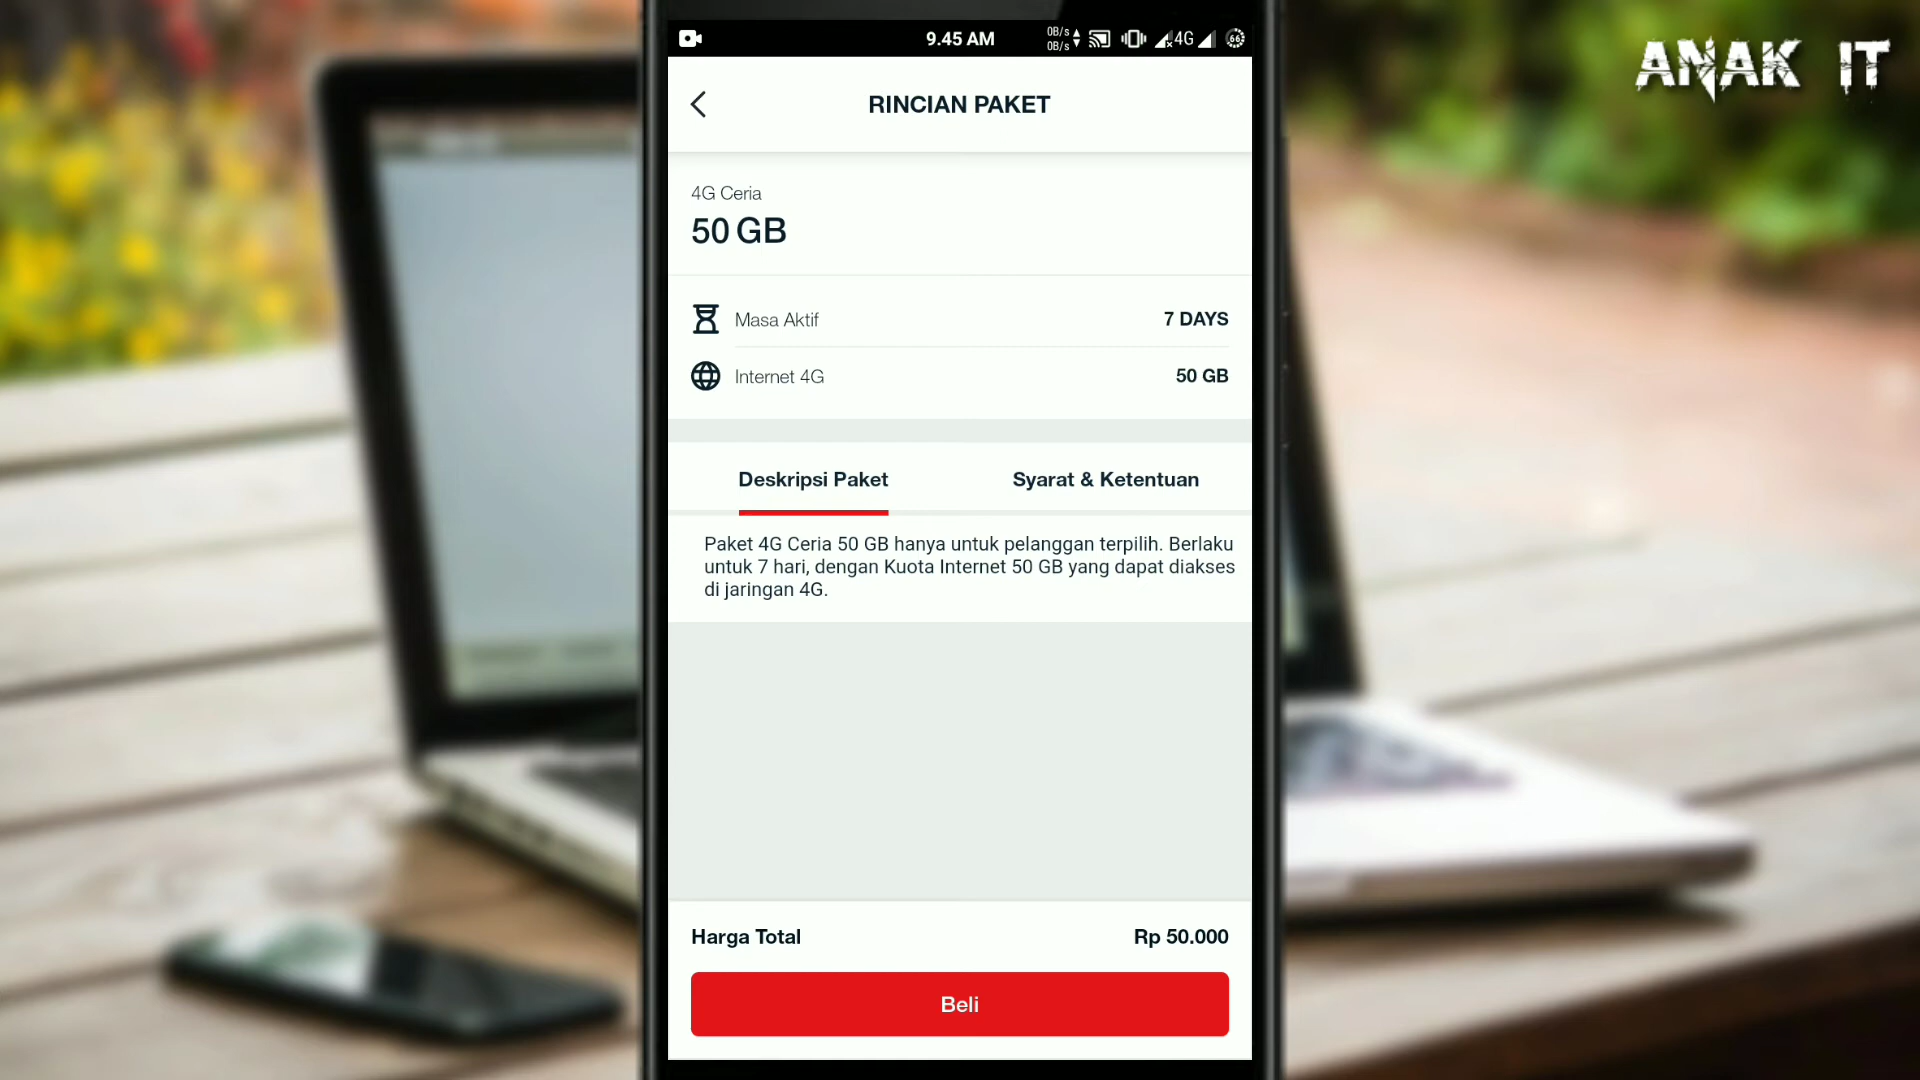 ANAK IT
9.45 AM
0B/s
0B/s
4G
66
RINCIAN PAKET
4G Ceria
50 GB
Masa Aktif
7 DAYS
Internet 4G
50 GB
Deskripsi Paket
Syarat & Ketentuan
Paket 4G Ceria 50 GB hanya untuk pelanggan terpilih. Berlaku
untuk 7 hari, dengan Kuota Internet 50 GB yang dapat diakses
di jaringan 4G.
Harga Total
Rp 50.000
Beli